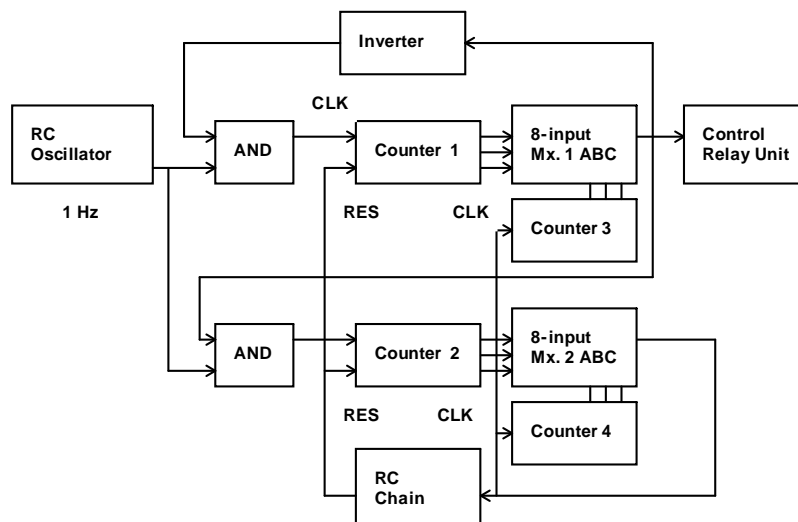 Inverter
RC
Oscillator
1 Hz
AND
CLK
Counter 1
8-input
Mx. 1 ABC
Control
Relay Unit
RES
CLK
Counter 3
AND
Counter 2
8-input
Mx. 2 ABC
RES
CLK
Counter 4
RC
Chain